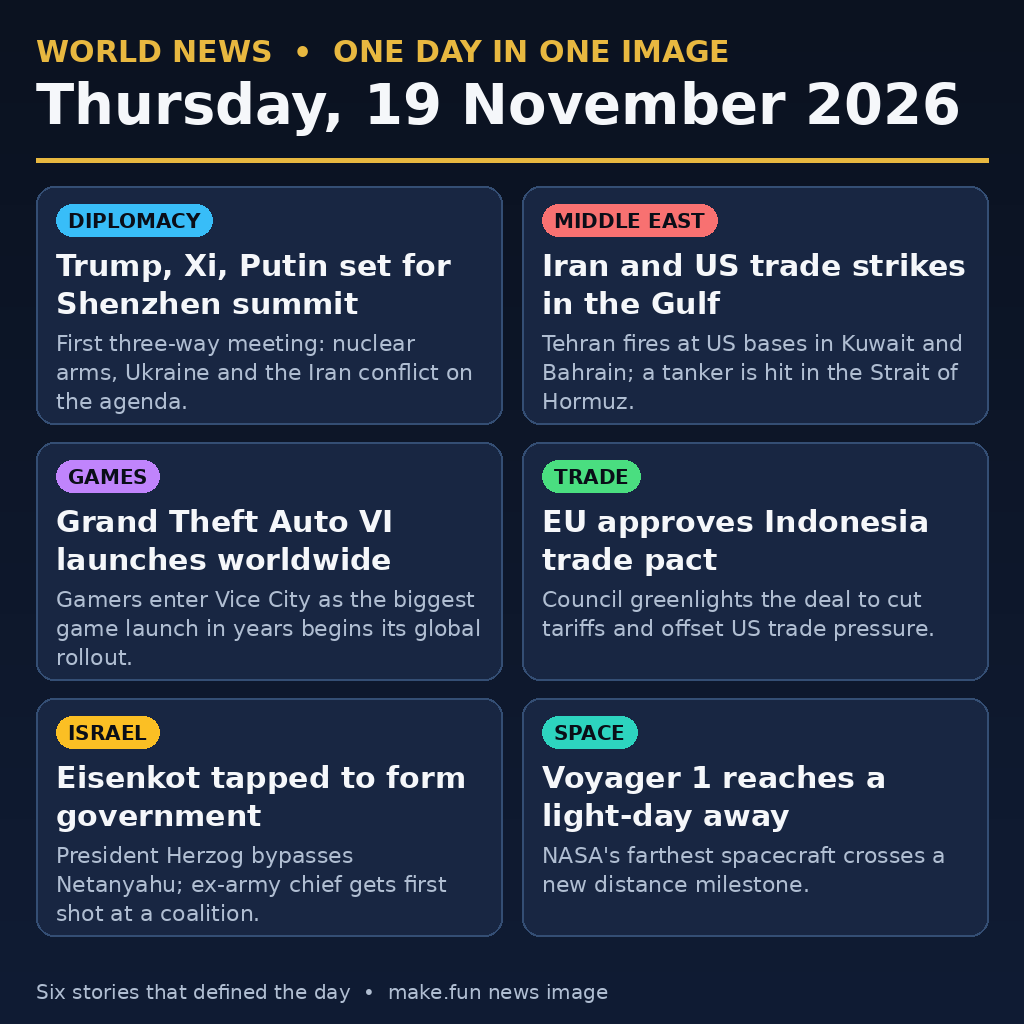 WORLD NEWS • ONE DAY IN ONE IMAGE
Thursday, 19 November 2026
DIPLOMACY
Trump, Xi, Putin set for
Shenzhen summit
First three-way meeting: nuclear
arms, Ukraine and the Iran conflict on
the agenda.
MIDDLE EAST
Iran and US trade strikes
in the Gulf
Tehran fires at US bases in Kuwait and
Bahrain; a tanker is hit in the Strait of
Hormuz.
GAMES
Grand Theft Auto VI
launches worldwide
Gamers enter Vice City as the biggest
game launch in years begins its global
rollout.
TRADE
EU approves Indonesia
trade pact
Council greenlights the deal to cut
tariffs and offset US trade pressure.
ISRAEL
Eisenkot tapped to form
government
President Herzog bypasses
Netanyahu; ex-army chief gets first
shot at a coalition.
SPACE
Voyager 1 reaches a
light-day away
NASA's farthest spacecraft crosses a
new distance milestone.
Six stories that defined the day • make.fun news image